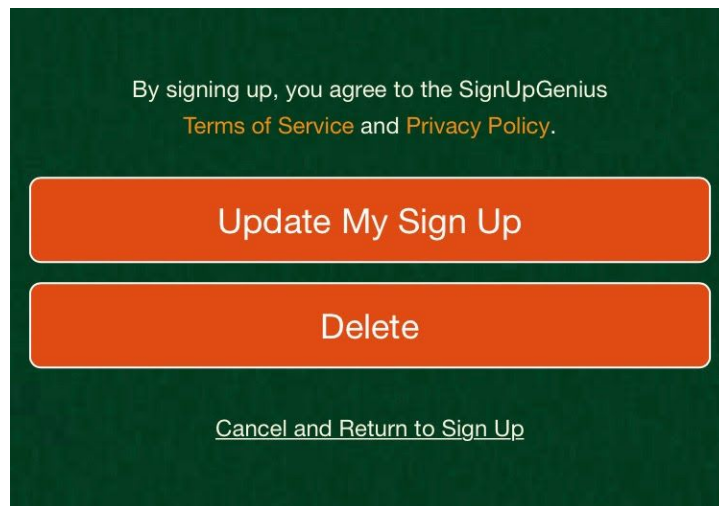 By signing up, you agree to the SignUpGenius
Terms of Service and Privacy Policy.
Update My Sign Up
Delete
Cancel and Return to Sign Up